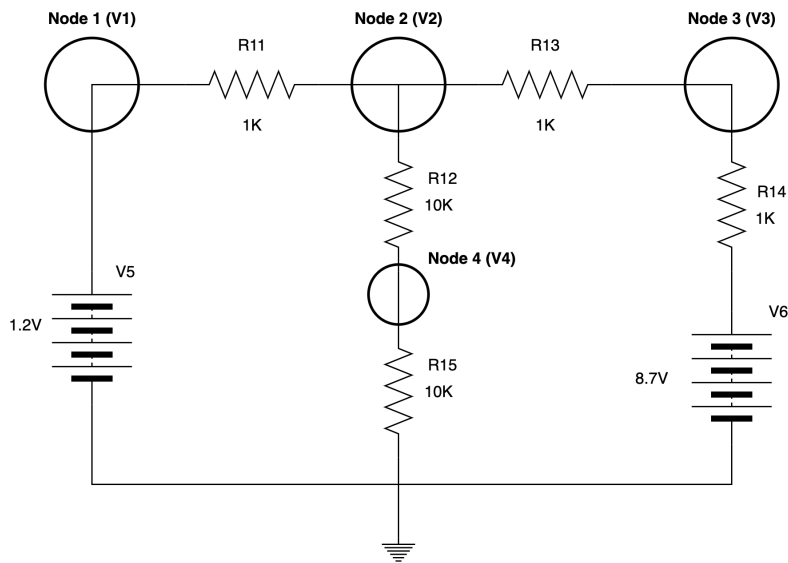 Node 1 (V1)
Node 2 (V2)
Node 3 (V3)
R11
R13
1K
1K
R12
10K
R14
1K
Node 4 (V4)
V5
1.2V
V6
R15
10K
8.7V